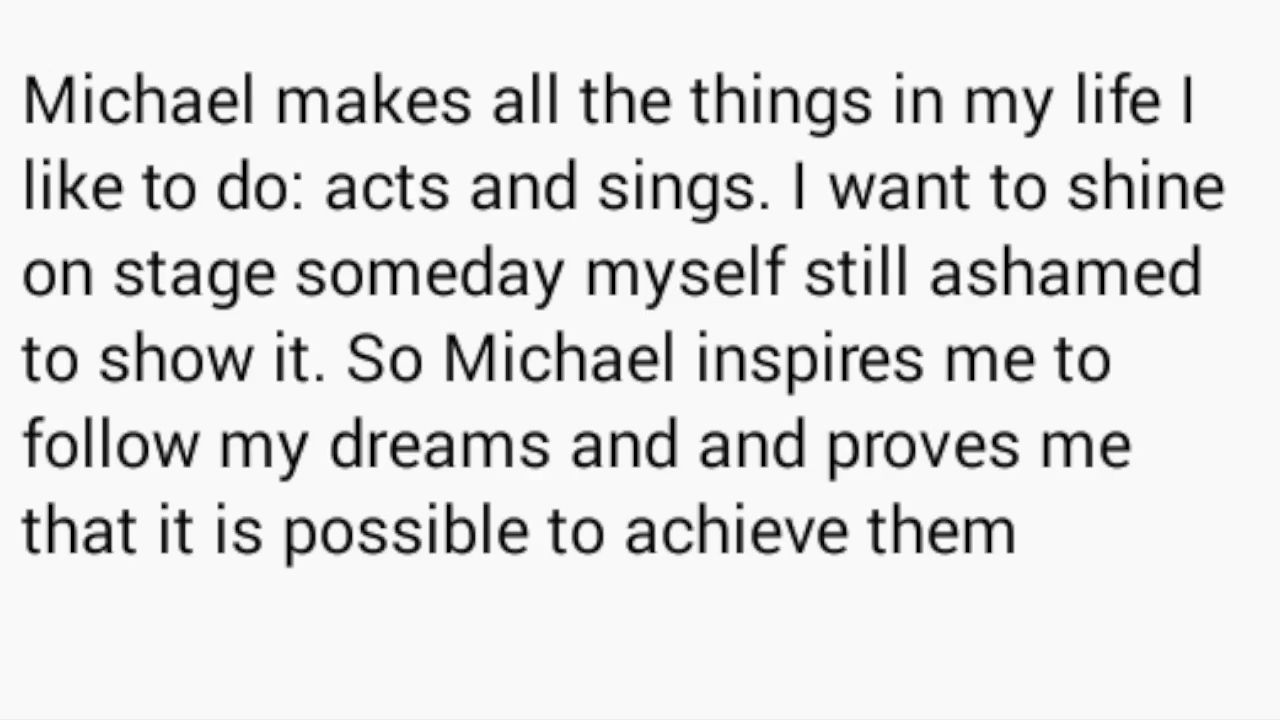 Michael makes all the things in my life I
like to do: acts and sings. I want to shine
on stage someday myself still ashamed
to show it. So Michael inspires me to
follow my dreams and and proves me
that it is possible to achieve them